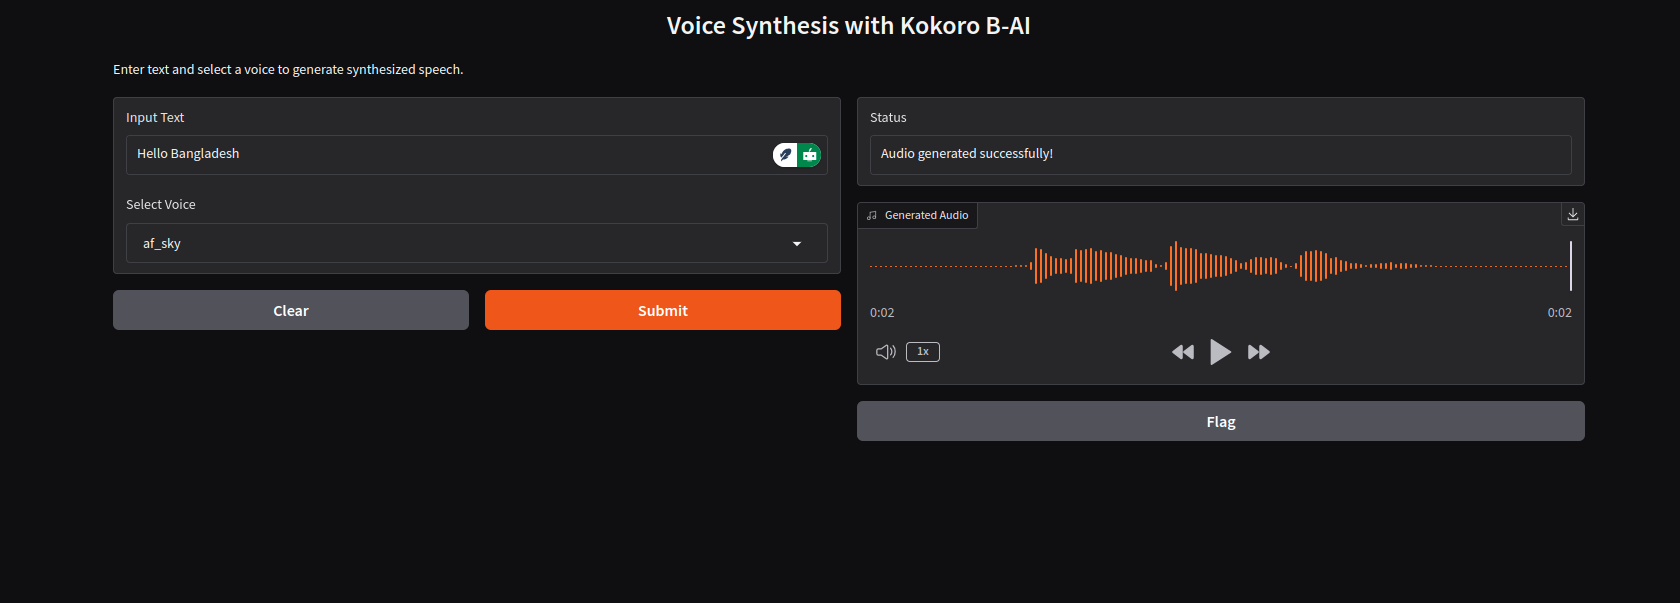 Voice Synthesis with Kokoro B-AI
Enter text and select a voice to generate synthesized speech.
Input Text
Hello Bangladesh
Select Voice
af_sky
Clear
Submit
Status
Audio generated successfully!
Generated Audio
0:02
0:02
1x
Flag